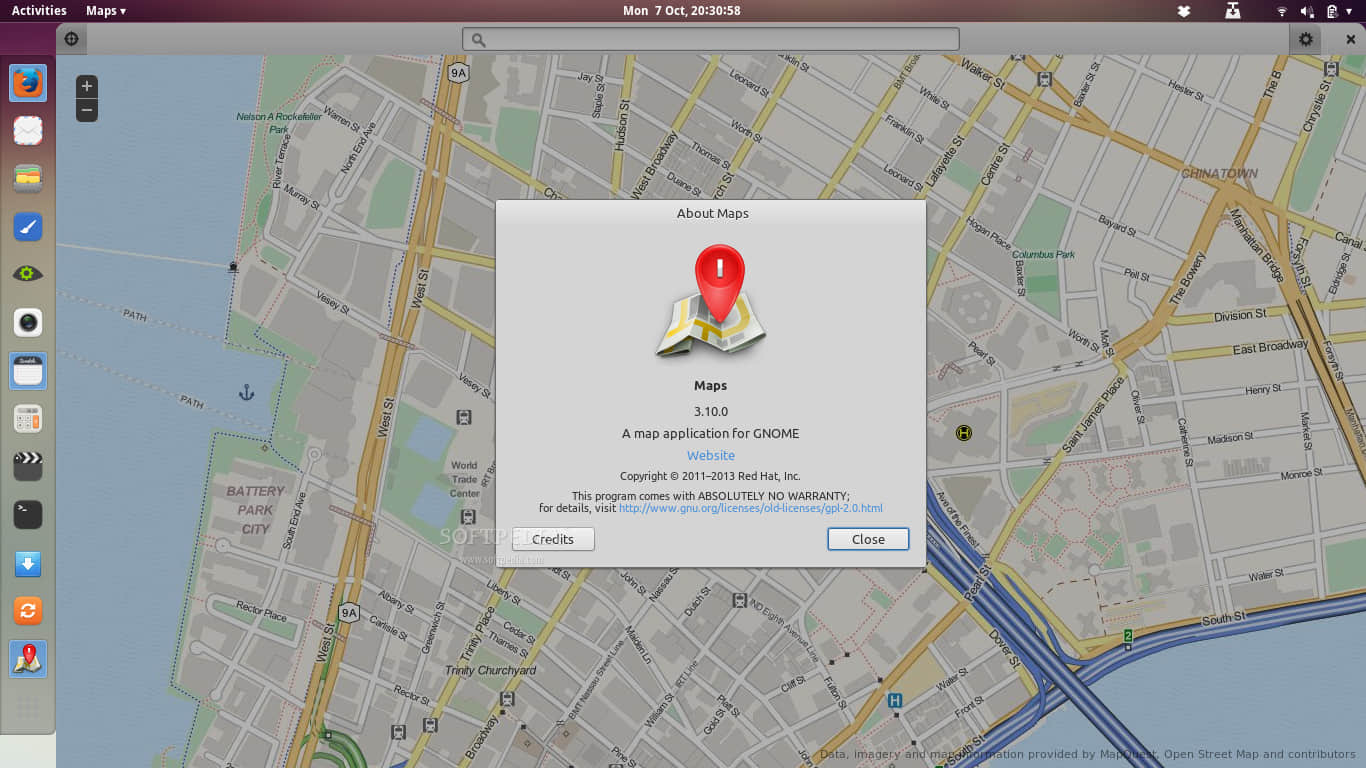 Activities
Maps
Mon 7 Oct, 20:30:58
9A
Jay St
Staple St
Hudson St
Leonard St
BMT Broadway
Walker St
Baxter St
Hester St
The B
Chrystie St
White St
Franklin St
Lafayette St
Centre St
Worth St
West Broadway
Thomas St
Duane St
Leonard St
Nelson A Rockefeller
Park
Warren St
North End Ave
River Terrace
Murray St
CHINATOWN
Bayard St
Hogan Place
Columbus Park
Baxter St
Pell St
Manhattan Bridge
Canal
Forsyth St
Eldridge St
The Bowery
About Maps
West St
Vesey St
PATH
Division St
East Broadway
Forsyth St
Worth St
Mott St
Pearl St
Vesey St
PATH
West St
Maps
3.10.0
A map application for GNOME
Website
Copyright © 2011–2013 Red Hat, Inc.
This program comes with ABSOLUTELY NO WARRANTY;
for details, visit http://www.gnu.org/licenses/old-licenses/gpl-2.0.html
Credits
Close
SOFTPEDIA
www.softpedia.com
Henry St
Oliver St
Saint James Place
Catherine St
Madison St
Market St
Monroe St
H
World
Trade
Center
BATTERY
PARK
CITY
South End Ave
Ave of the Finest
Pearl St
Water St
South St
2
John St
Nassau St
Dutch St
IND Eighth Avenue Line
Liberty St
Albany St
9A
Rector Place
Carlisle St
Greenwich St
Trinity Place
Cedar St
Thames St
Maiden Ln
West St
Trinity Churchyard
BMT Nassau Street Line
IRT Line
Dover St
Water St
Front St
Cliff St
Fulton St
H
Rector St
William St
Platt St
Gold St
Broadway
Pine St
South St
Data, imagery and map information provided by MapQuest, Open Street Map and contributors